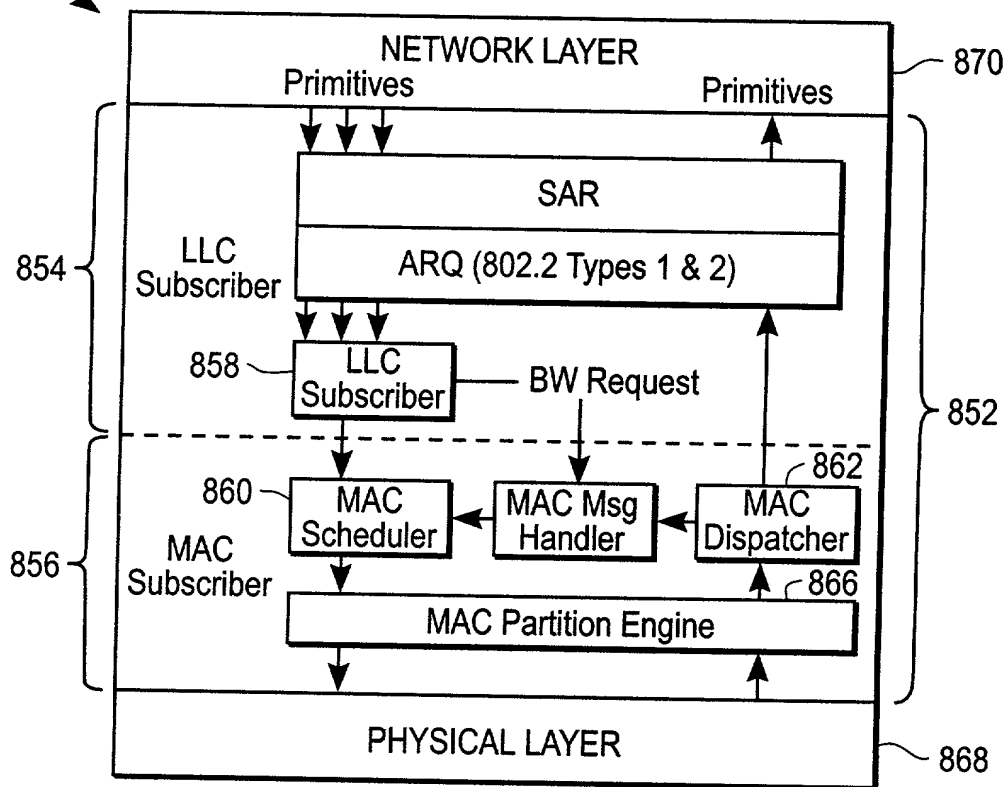 NETWORK LAYER
870
Primitives
Primitives
SAR
ARQ (802.2 Types 1 & 2)
854
LLC
Subscriber
858
LLC
Subscriber
BW Request
852
860
MAC
Scheduler
MAC Msg
Handler
862
MAC
Dispatcher
856
MAC
Subscriber
866
MAC Partition Engine
PHYSICAL LAYER
868